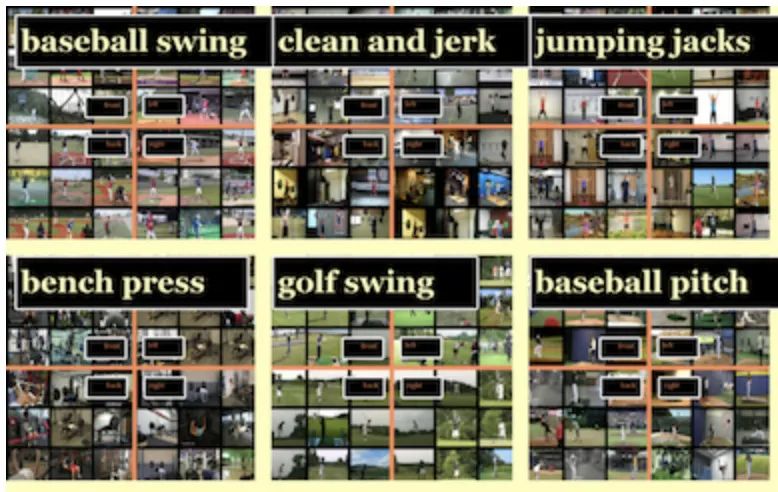 baseball swing
clean and jerk
jumping jacks
front left
front left
front left
back right
back right
back right
bench press
golf swing
baseball pitch
front left
front left
front left
back right
back right
back right